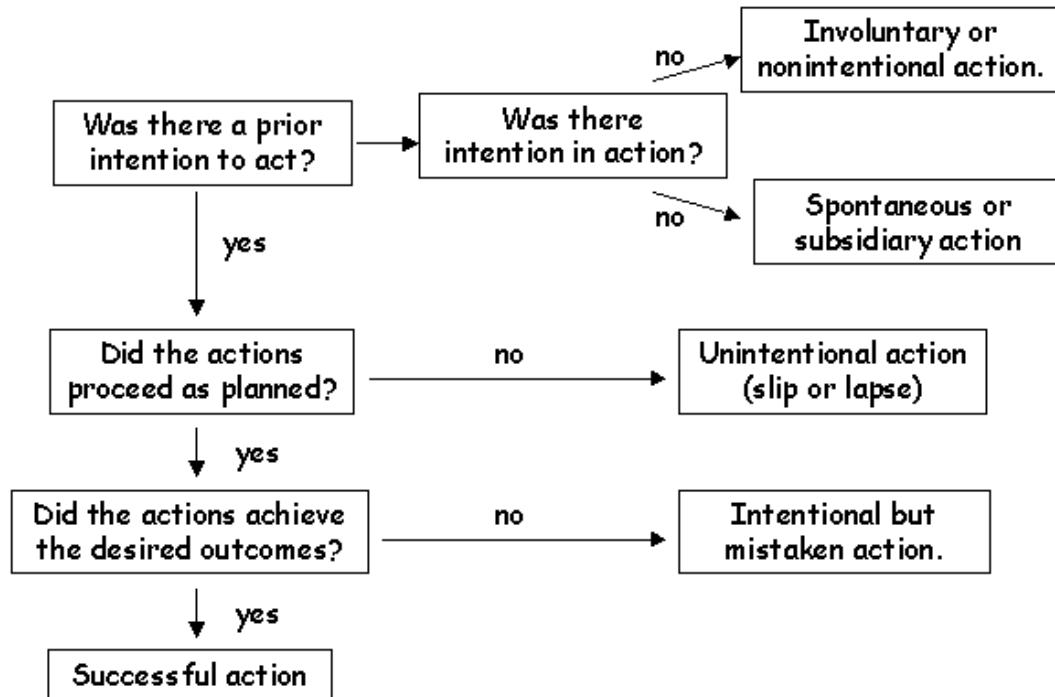 Involuntary or
nonintentional action.
no
Was there a prior
intention to act?
Was there
intention in action?
no
Spontaneous or
subsidiary action
yes
Did the actions
proceed as planned?
no
Unintentional action
(slip or lapse)
yes
Did the actions achieve
the desired outcomes?
no
Intentional but
mistaken action.
yes
Successful action